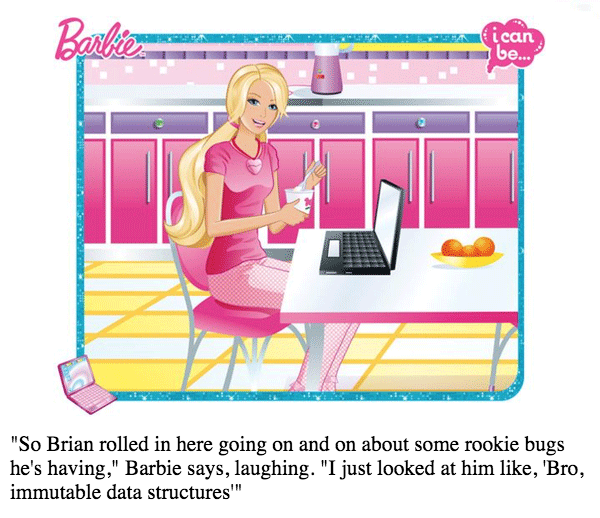 Barbie
i can
be...
"So Brian rolled in here going on and on about some rookie bugs
he's having," Barbie says, laughing. "I just looked at him like, 'Bro,
immutable data structures'"